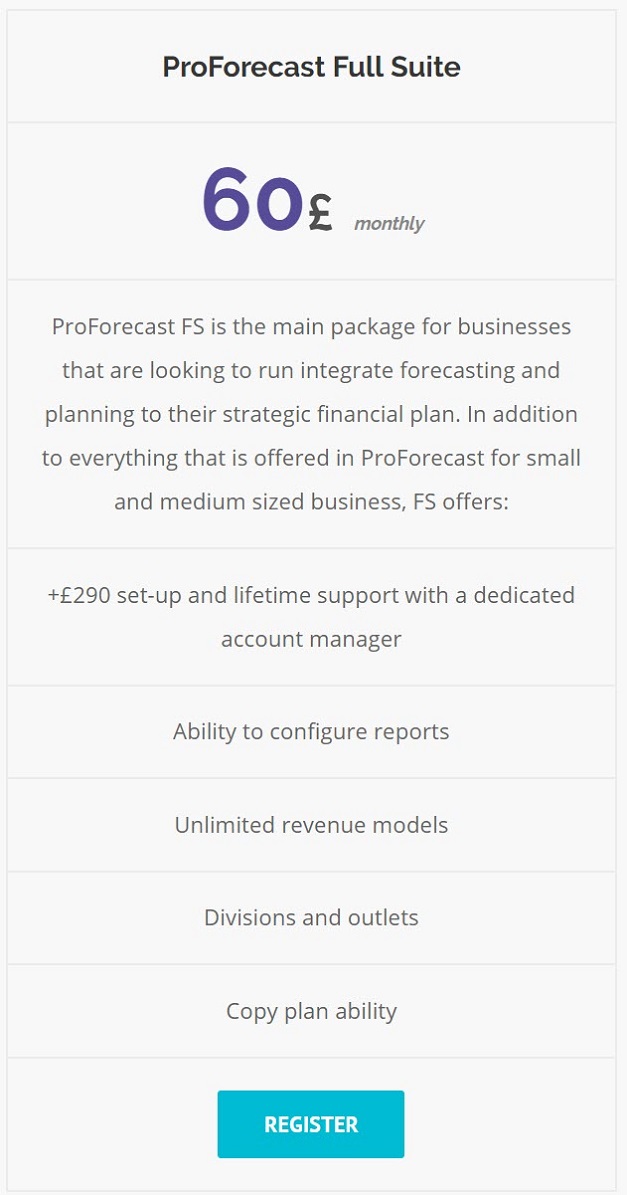 ProForecast Full Suite
60£ monthly
ProForecast FS is the main package for businesses
that are looking to run integrate forecasting and
planning to their strategic financial plan. In addition
to everything that is offered in ProForecast for small
and medium sized business, FS offers:
+£290 set-up and lifetime support with a dedicated
account manager
Ability to configure reports
Unlimited revenue models
Divisions and outlets
Copy plan ability
REGISTER